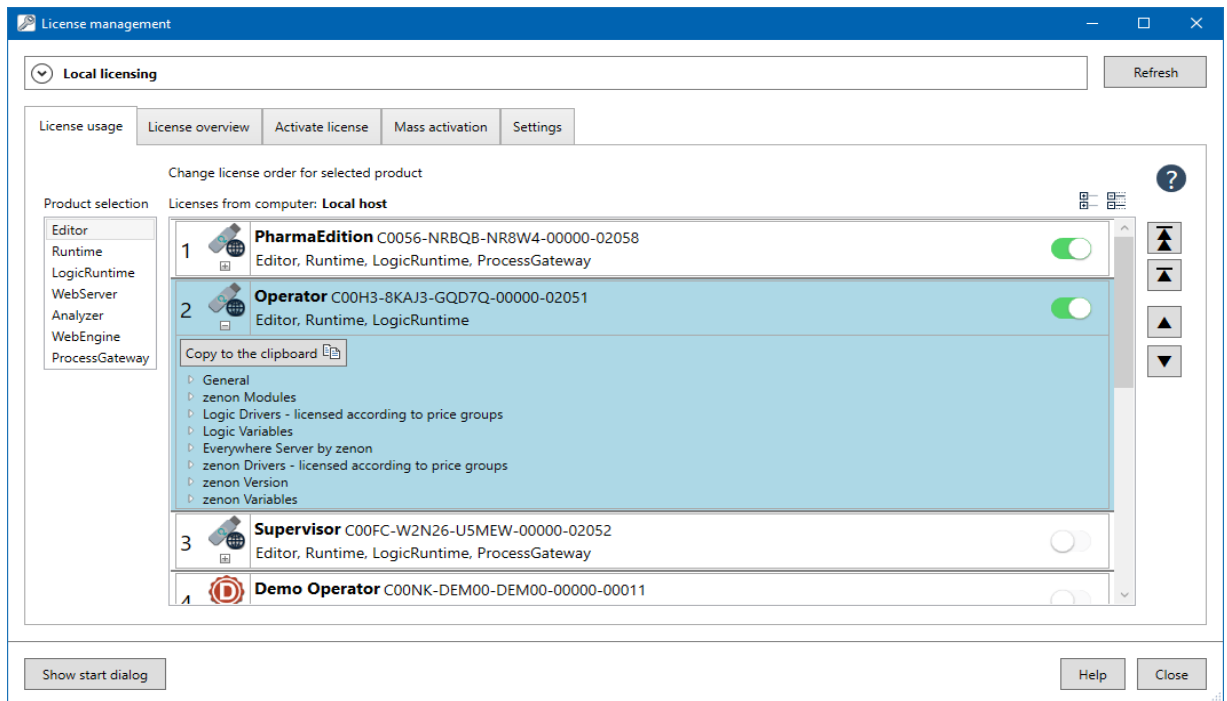 License management
Local licensing
Refresh
License usage
License overview
Activate license
Mass activation
Settings
Change license order for selected product
?
Product selection
Licenses from computer: Local host
Editor
Runtime
LogicRuntime
WebServer
Analyzer
WebEngine
ProcessGateway
1
PharmaEdition C0056-NRBQB-NR8W4-00000-02058
Editor, Runtime, LogicRuntime, ProcessGateway
2
Operator C00H3-8KAJ3-GQD7Q-00000-02051
Editor, Runtime, LogicRuntime
Copy to the clipboard
General
zenon Modules
Logic Drivers - licensed according to price groups
Logic Variables
Everywhere Server by zenon
zenon Drivers - licensed according to price groups
zenon Version
zenon Variables
3
Supervisor C00FC-W2N26-U5MEW-00000-02052
Editor, Runtime, LogicRuntime, ProcessGateway
4
D
Demo Operator C00NK-DEM00-DEM00-00000-00011
Show start dialog
Help
Close